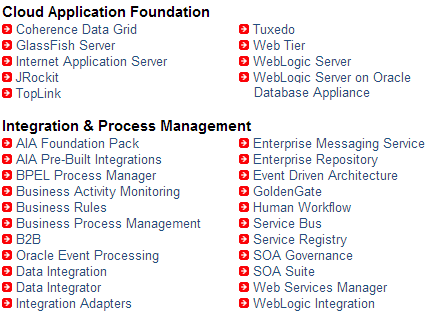 Cloud Application Foundation
Coherence Data Grid
GlassFish Server
Internet Application Server
JRockit
TopLink
Tuxedo
Web Tier
WebLogic Server
WebLogic Server on Oracle
Database Appliance
Integration & Process Management
AIA Foundation Pack
AIA Pre-Built Integrations
BPEL Process Manager
Business Activity Monitoring
Business Rules
Business Process Management
B2B
Oracle Event Processing
Data Integration
Data Integrator
Integration Adapters
Enterprise Messaging Service
Enterprise Repository
Event Driven Architecture
GoldenGate
Human Workflow
Service Bus
Service Registry
SOA Governance
SOA Suite
Web Services Manager
WebLogic Integration